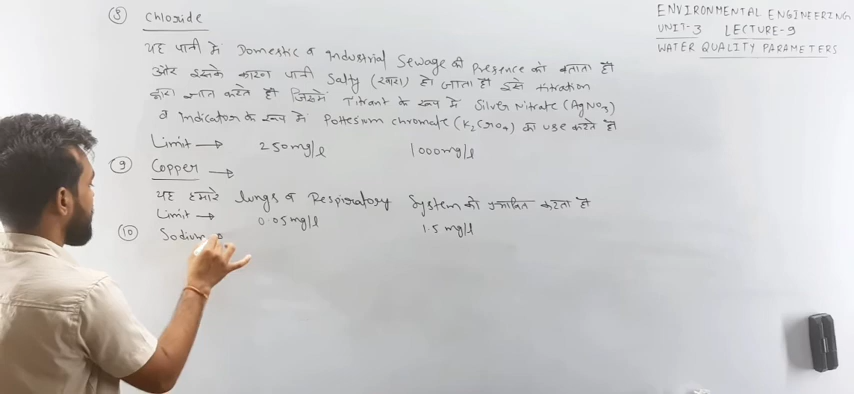 ENVIRONMENTAL ENGINEERING
UNIT-3 LECTURE-9
WATER QUALITY PARAMETERS
⑧ Chloride
यह पानी में Domestic व Industrial Sewage की Presence को बताता है
और इसके कारण पानी Salty (खारा) हो जाता है। इसे titration
द्वारा ज्ञात करते है जिसमें Titrant के रूप में Silver Nitrate (AgNO3)
व Indicator के रूप में Pottesium chromate (K2CrO4) का use करते है।
Limit → 250mg/l 1000mg/l
⑨ Copper →
यह हमारे lungs व Respiratory System को प्रभावित करता है।
Limit → 0.05mg/l 1.5 mg/l
⑩ Sodium